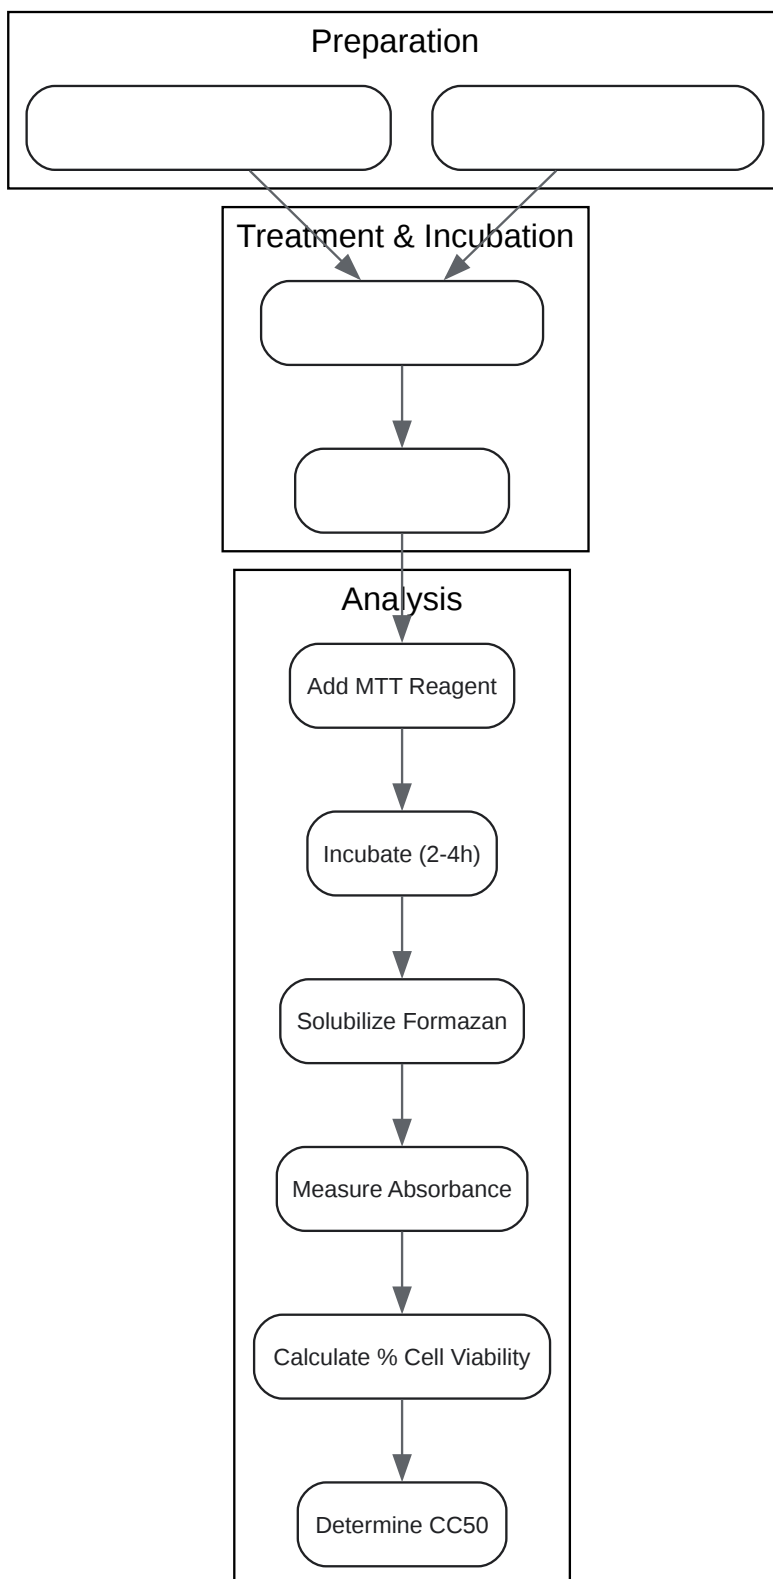 Preparation
Treatment & Incubation
Analysis
Add MTT Reagent
Incubate (2-4h)
Solubilize Formazan
Measure Absorbance
Calculate % Cell Viability
Determine CC50